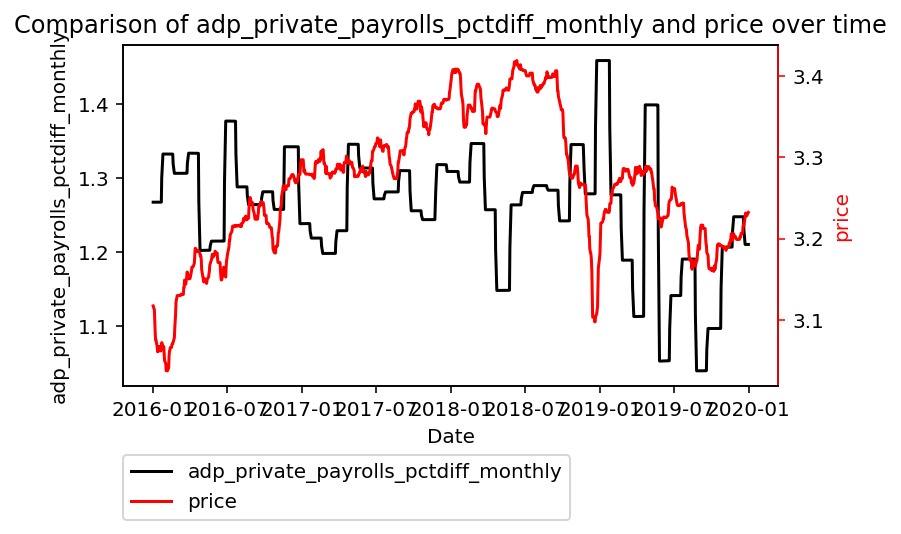 Comparison of adp_private_payrolls_pctdiff_monthly and price over time
adp_private_payrolls_pctdiff_monthly
1.4
1.3
1.2
1.1
3.4
3.3
3.2
3.1
price
2016-01
2016-07
2017-01
2017-07
2018-01
2018-07
2019-01
2019-07
2020-01
Date
adp_private_payrolls_pctdiff_monthly
price